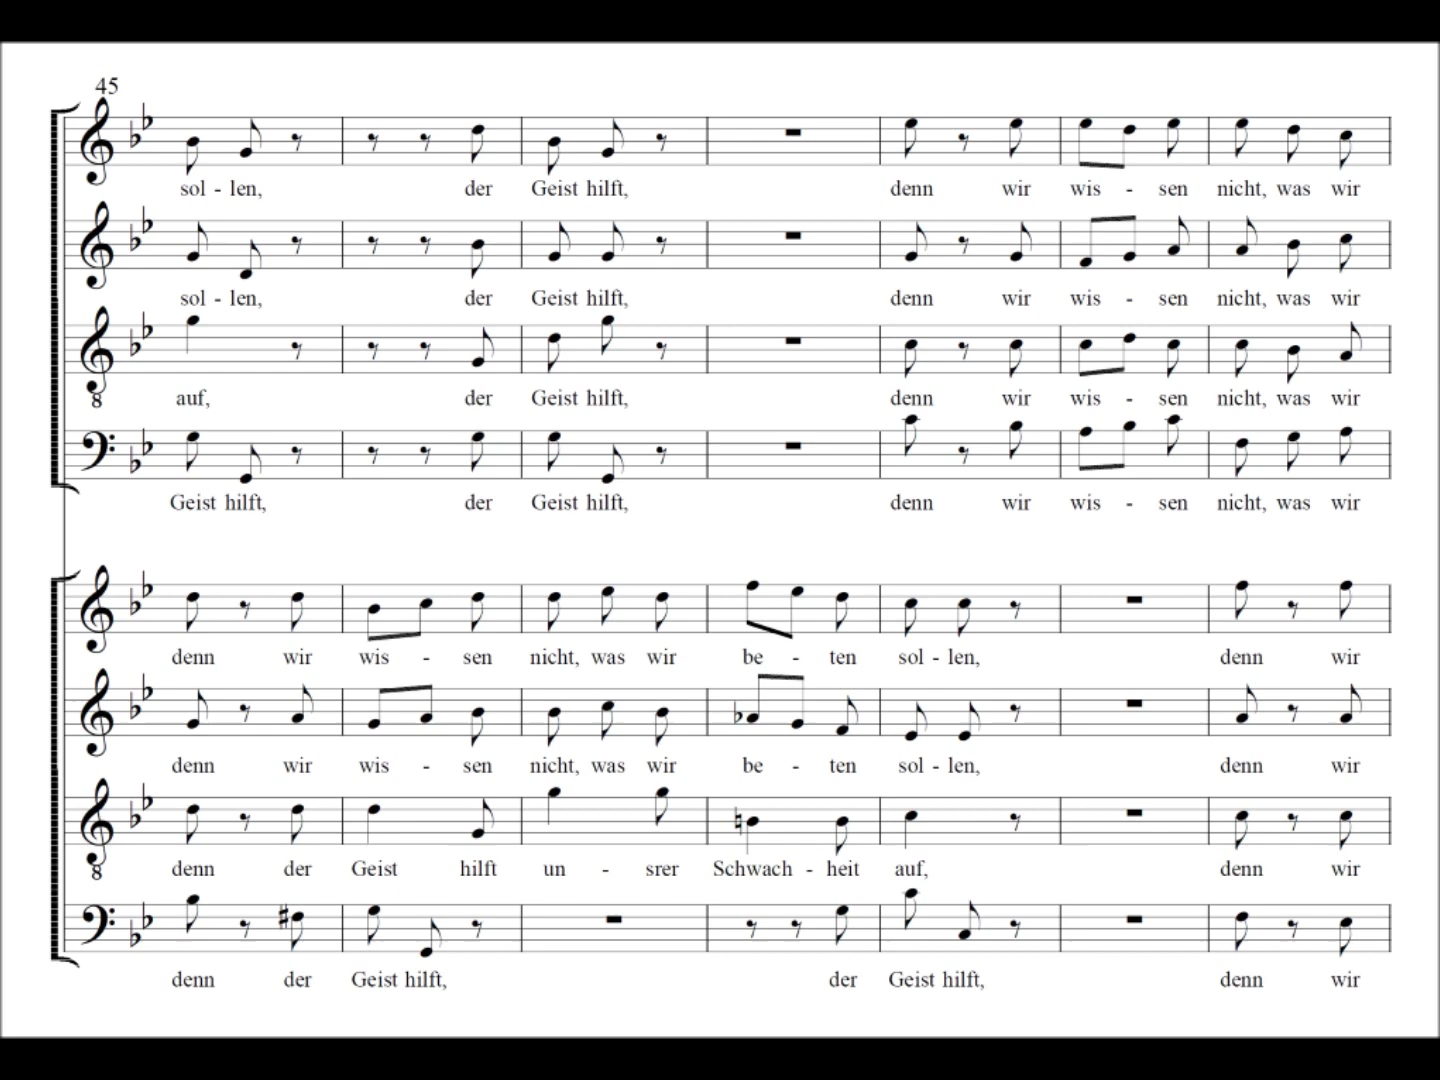 45
sol - len, der Geist hilft, denn wir wis - sen nicht, was wir
sol - len, der Geist hilft, denn wir wis - sen nicht, was wir
8
auf, der Geist hilft, denn wir wis - sen nicht, was wir
Geist hilft, der Geist hilft, denn wir wis - sen nicht, was wir
denn wir wis - sen nicht, was wir be - ten sol - len, denn wir
denn wir wis - sen nicht, was wir be - ten sol - len, denn wir
8
denn der Geist hilft un - srer Schwach - heit auf, denn wir
denn der Geist hilft, der Geist hilft, denn wir